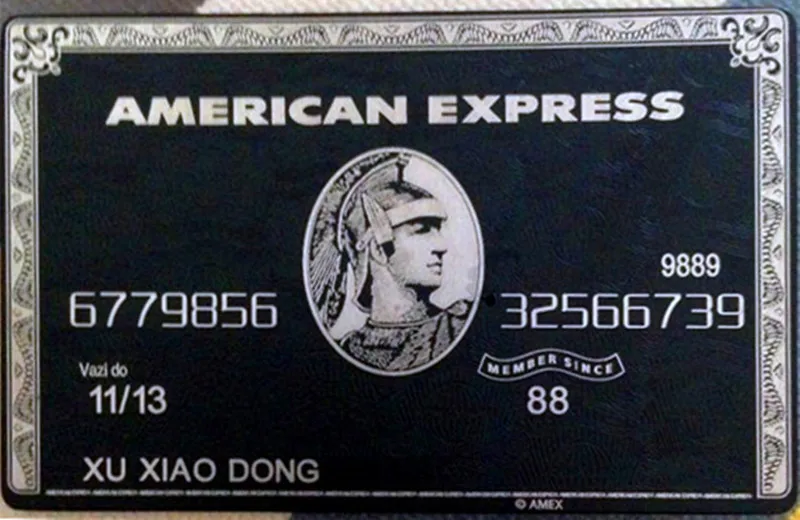 AMERICAN EXPRESS
9889
6779856 32566739
MEMBER SINCE
Vazi do
11/13 88
XU XIAO DONG
© AMEX